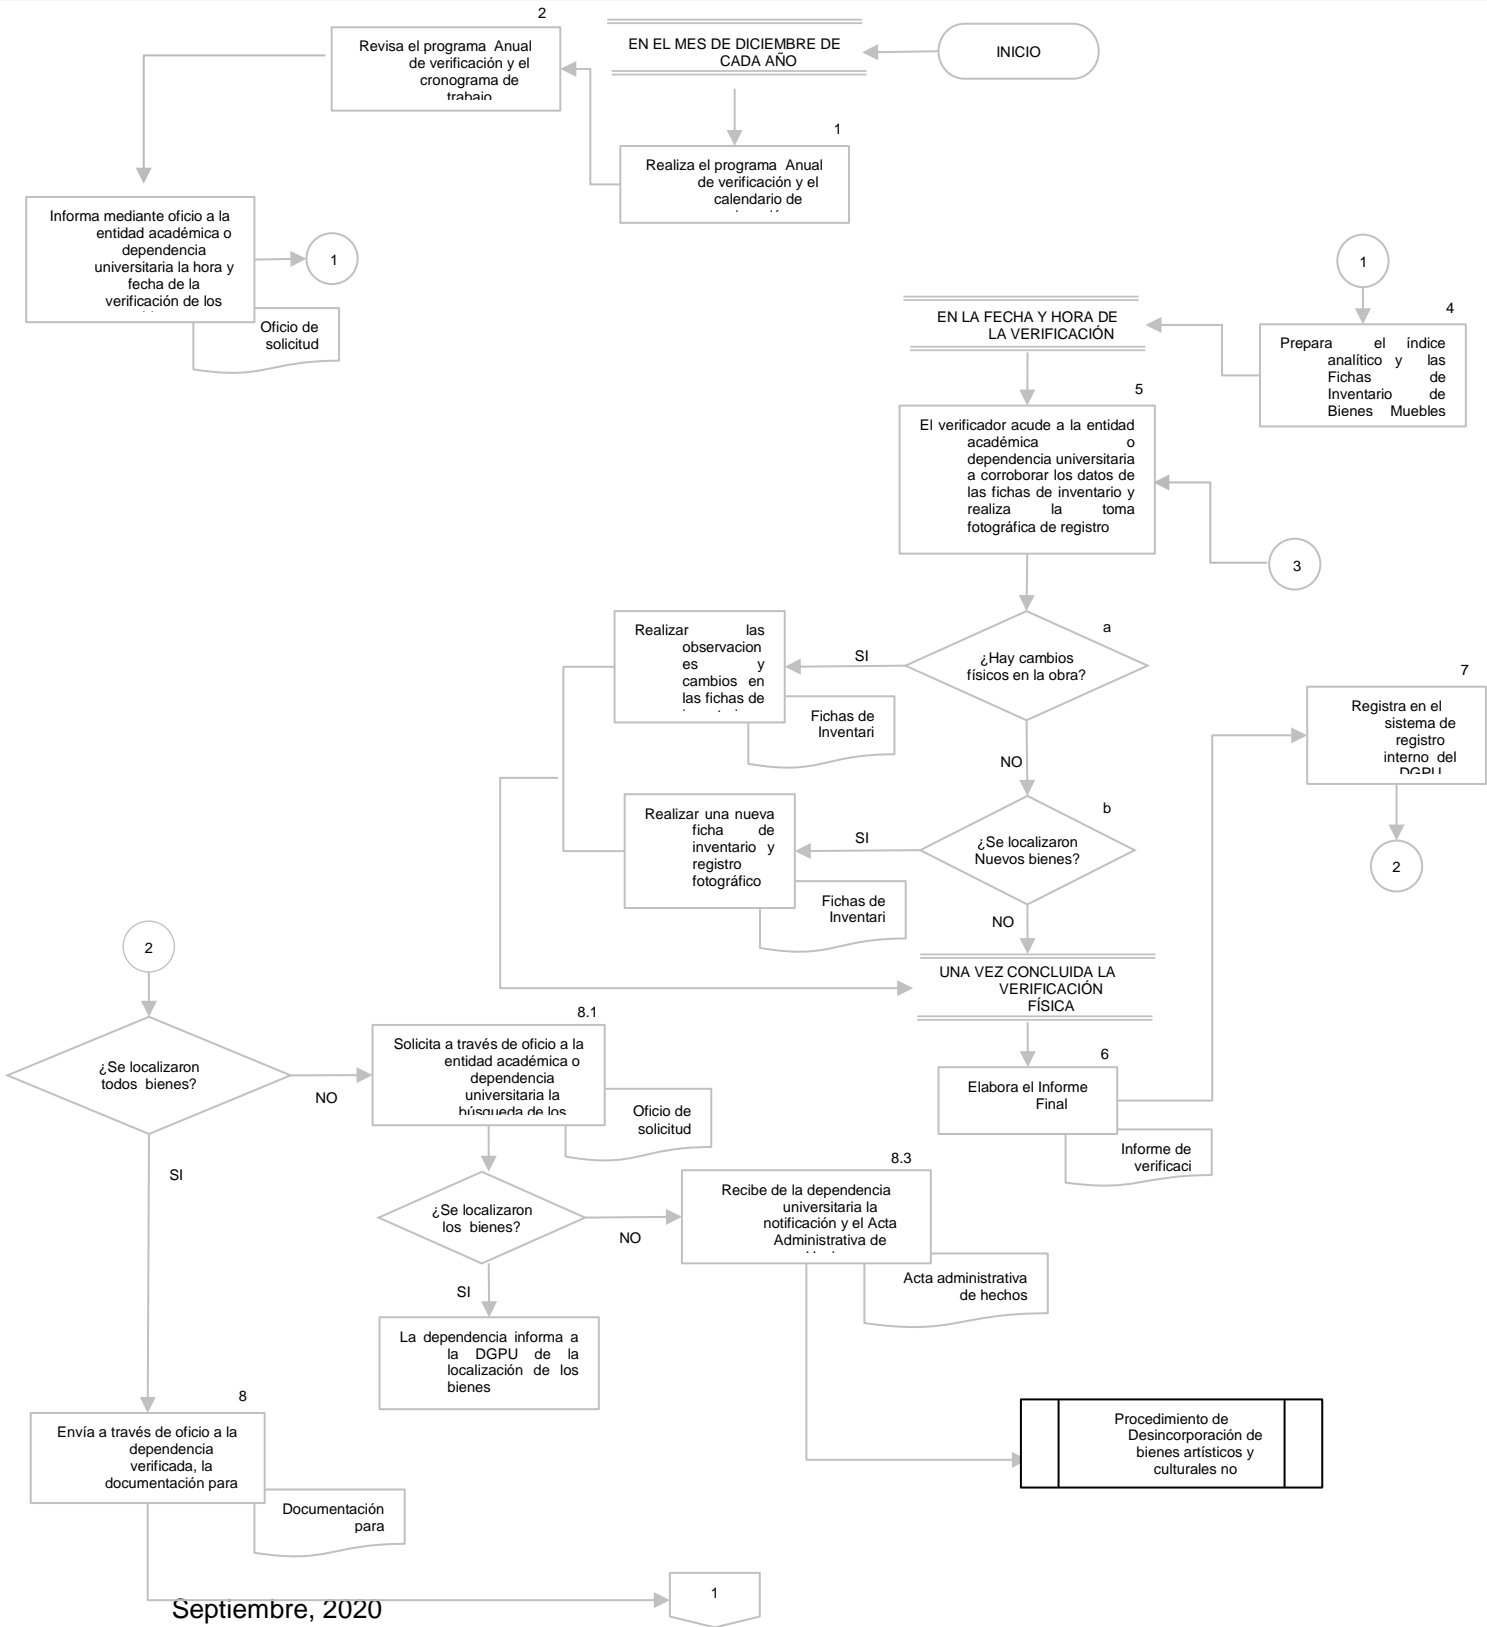 INICIO
EN EL MES DE DICIEMBRE DE
CADA AÑO
1
Realiza el programa Anual
de verificación y el
calendario de
2
Revisa el programa Anual
de verificación y el
cronograma de
trabajo
Informa mediante oficio a la
entidad académica o
dependencia
universitaria la hora y
fecha de la
verificación de los
Oficio de
solicitud
1
1
4
Prepara el índice
analítico y las
Fichas de
Inventario de
Bienes Muebles
EN LA FECHA Y HORA DE
LA VERIFICACIÓN
5
El verificador acude a la entidad
académica o
dependencia universitaria
a corroborar los datos de
las fichas de inventario y
realiza la toma
fotográfica de registro
3
a
¿Hay cambios
físicos en la obra?
SI
Realizar las
observacion
es y
cambios en
las fichas de
Fichas de
Inventari
NO
b
¿Se localizaron
Nuevos bienes?
SI
Realizar una nueva
ficha de
inventario y
registro
fotográfico
Fichas de
Inventari
NO
UNA VEZ CONCLUIDA LA
VERIFICACIÓN
FÍSICA
6
Elabora el Informe
Final
Informe de
verificaci
7
Registra en el
sistema de
registro
interno del
DGPU
2
2
¿Se localizaron
todos bienes?
NO
SI
8.1
Solicita a través de oficio a la
entidad académica o
dependencia
universitaria la
búsqueda de los
Oficio de
solicitud
¿Se localizaron
los bienes?
NO
SI
La dependencia informa a
la DGPU de la
localización de los
bienes
8.3
Recibe de la dependencia
universitaria la
notificación y el Acta
Administrativa de
Acta administrativa
de hechos
Procedimiento de
Desincorporación de
bienes artísticos y
culturales no
8
Envía a través de oficio a la
dependencia
verificada, la
documentación para
Documentación
para
1
Septiembre, 2020